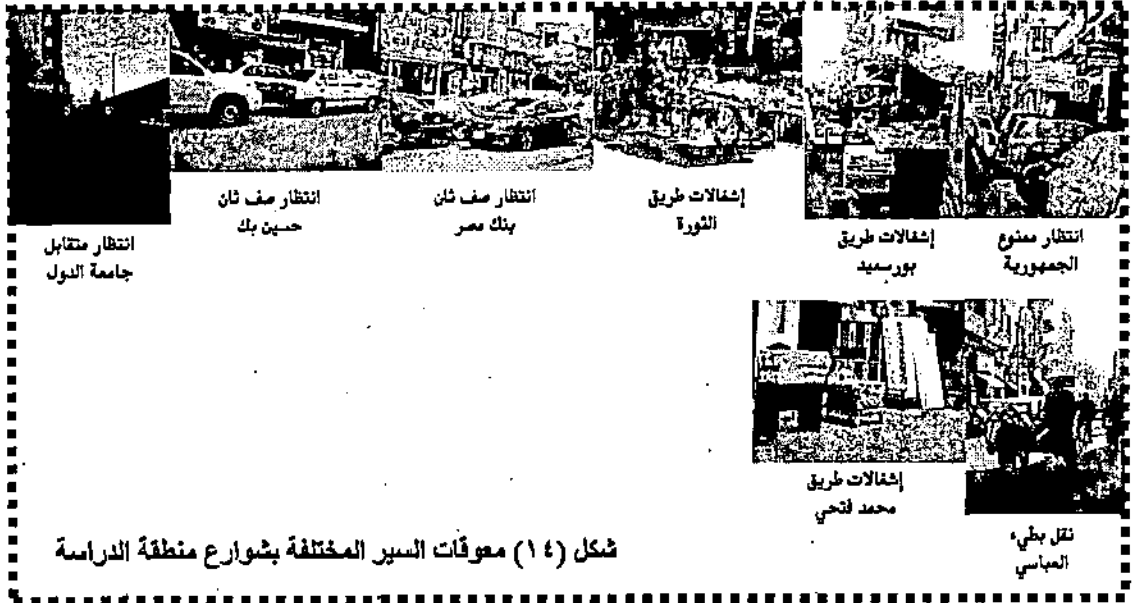 انتظار ممنوع
الجمهورية
إشغالات طريق
بورسعيد
إشغالات طريق
الثورة
انتظار صف ثان
بنك مصر
انتظار صف ثان
حسين بك
انتظار متقابل
جامعة الدول
نقل بطيء
العباسي
إشغالات طريق
محمد فتحي
شكل (١٤) معوقات السير المختلفة بشوارع منطقة الدراسة